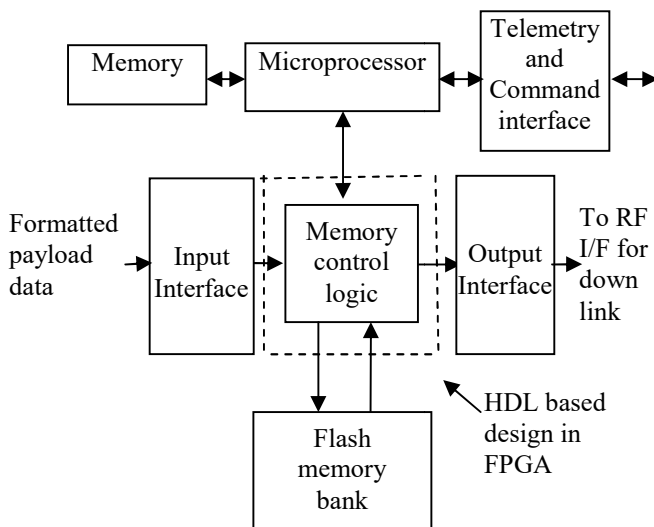 Memory
Microprocessor
Telemetry
and
Command
interface
Formatted
payload
data
Input
Interface
Memory
control
logic
Output
Interface
To RF
I/F for
down
link
Flash
memory
bank
HDL based
design in
FPGA